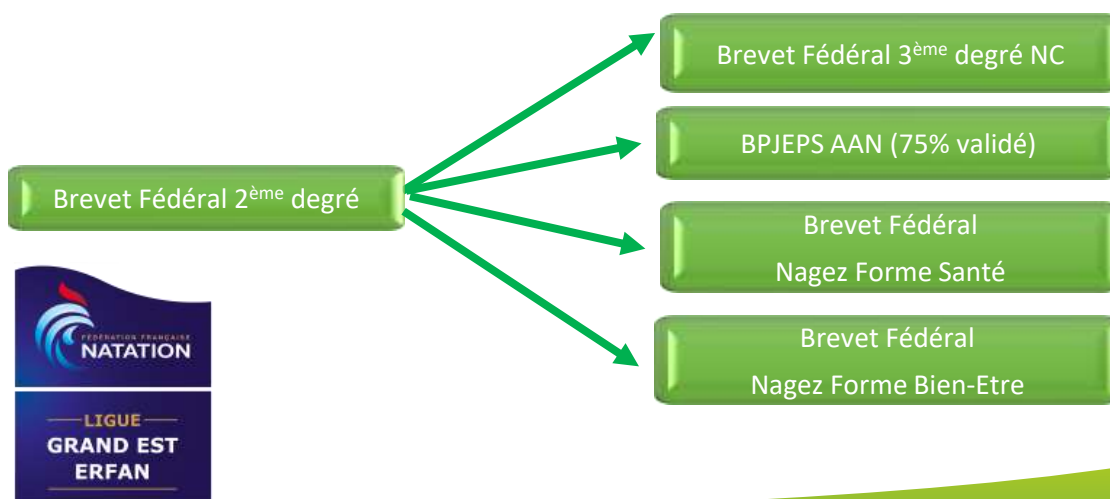 Brevet Fédéral 3ème degré NC
BPJEPS AAN (75% validé)
Brevet Fédéral 2ème degré
Brevet Fédéral
Nagez Forme Santé
Brevet Fédéral
Nagez Forme Bien-Etre
FÉDÉRATION FRANÇAISE
NATATION
LIGUE
GRAND EST
ERFAN